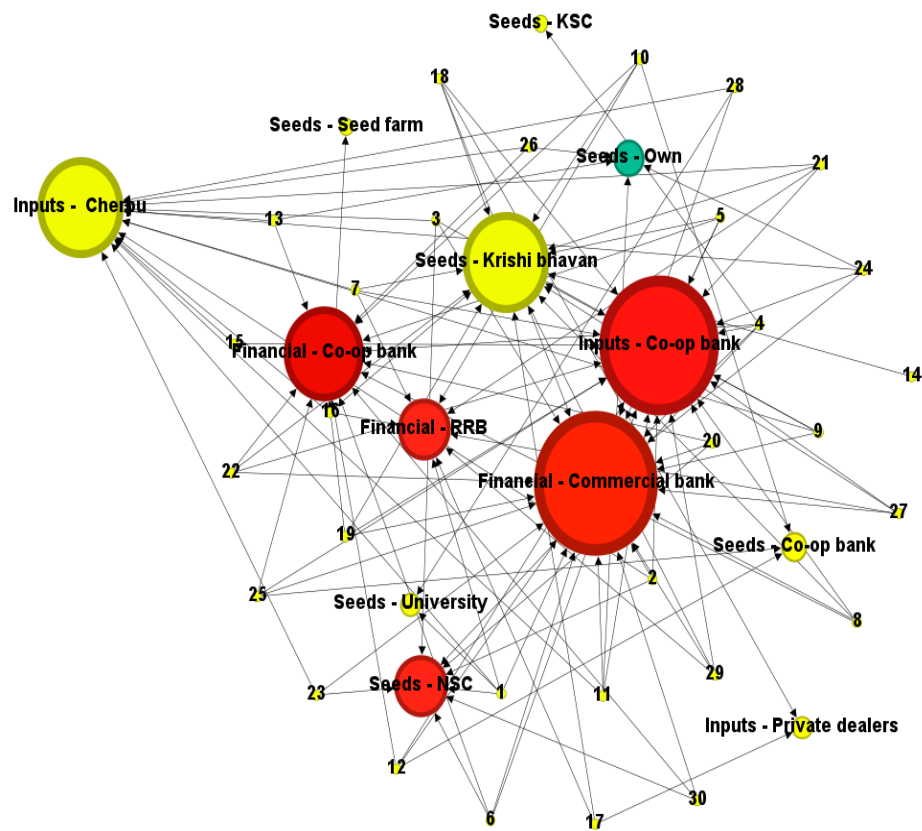 Seeds - KSC
10
18
28
Seeds - Seed farm
26
Seeds - Own
21
Inputs - Cherpu
13
3
5
Seeds - Krishi bhavan
24
7
4
15
Financial - Co-op bank
Inputs - Co-op bank
14
16
Financial - RRB
9
20
22
Financial - Commercial bank
27
19
Seeds - Co-op bank
2
25
Seeds - University
8
29
Seeds - NSC
23
1
11
Inputs - Private dealers
12
30
6
17